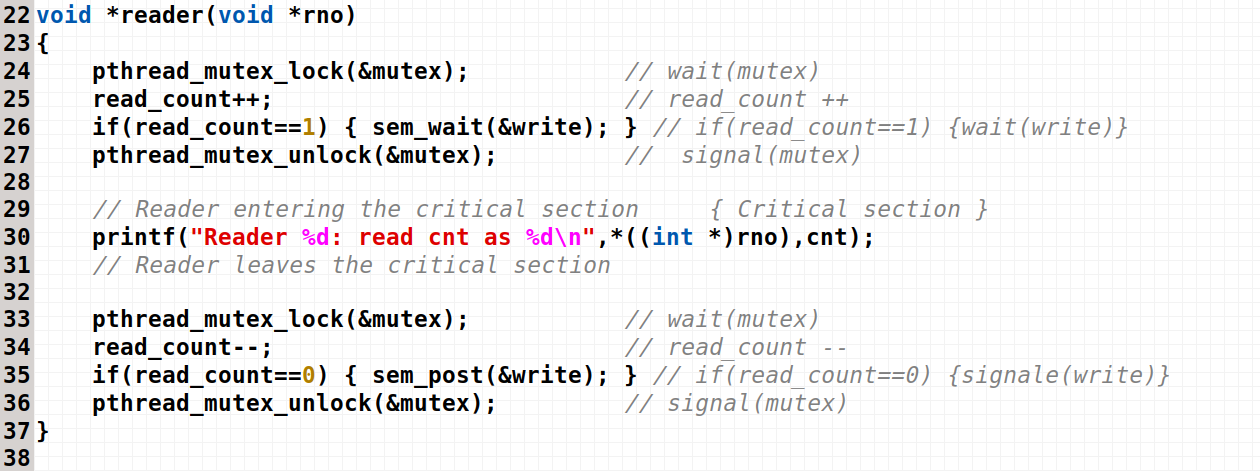 22 void *reader(void *rno)
23 {
24     pthread_mutex_lock(&mutex);           // wait(mutex)
25     read_count++;                         // read_count ++
26     if(read_count==1) { sem_wait(&write); } // if(read_count==1) {wait(write)}
27     pthread_mutex_unlock(&mutex);         //  signal(mutex)
28
29     // Reader entering the critical section     { Critical section }
30     printf("Reader %d: read cnt as %d\n",*((int *)rno),cnt);
31     // Reader leaves the critical section
32
33     pthread_mutex_lock(&mutex);           // wait(mutex)
34     read_count--;                         // read_count --
35     if(read_count==0) { sem_post(&write); } // if(read_count==0) {signale(write)}
36     pthread_mutex_unlock(&mutex);         // signal(mutex)
37 }
38